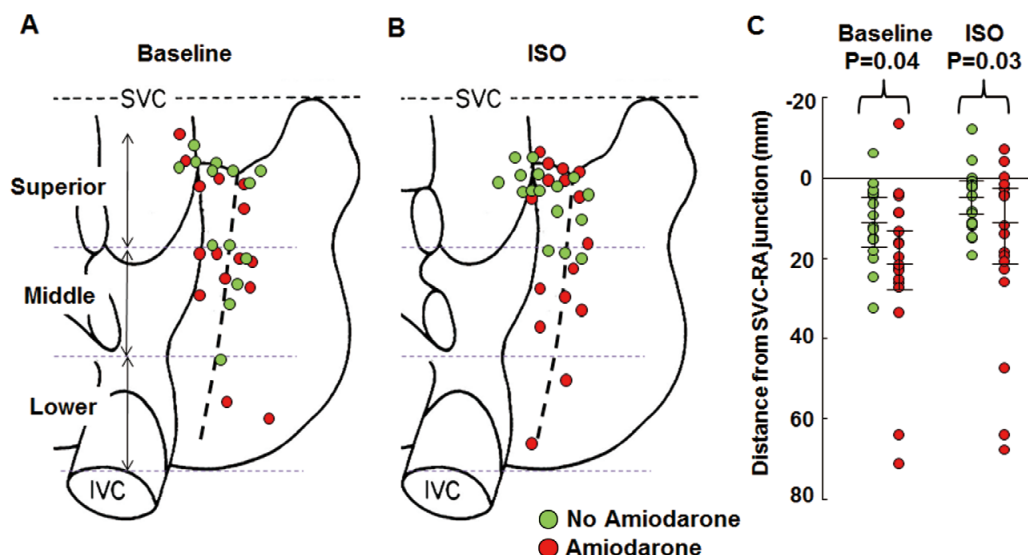 A
Baseline
SVC
Superior
Middle
Lower
IVC
B
ISO
SVC
IVC
No Amiodarone
Amiodarone
C
Baseline ISO
P=0.04 P=0.03
Distance from SVC-RA junction (mm)
-20
0
20
40
60
80